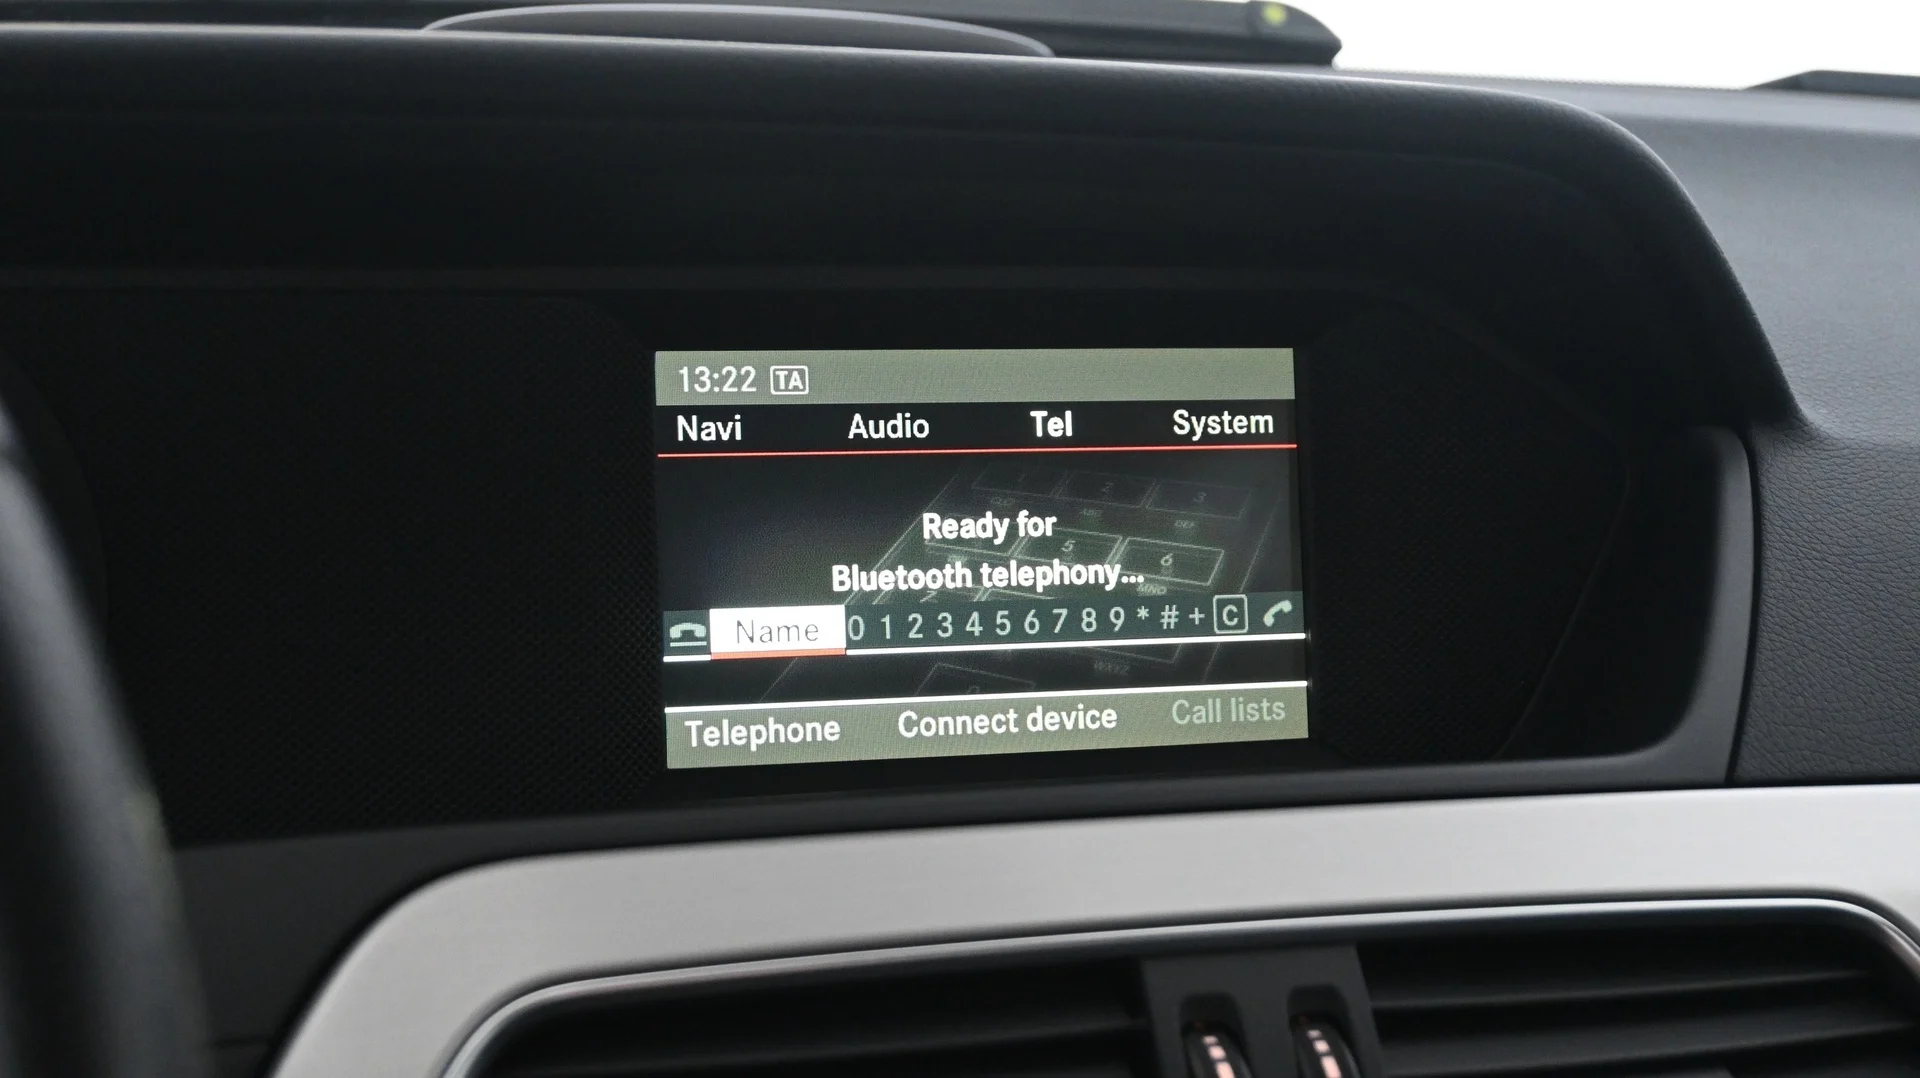 13:22 TA
Navi Audio Tel System
Ready for
Bluetooth telephony...
Name 0 1 2 3 4 5 6 7 8 9 * # + C
Telephone Connect device Call lists